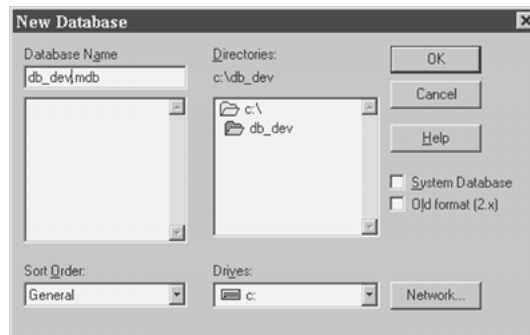 New Database
Database Name
db_dev.mdb
Directories:
c:\db_dev
c:\
db_dev
OK
Cancel
Help
System Database
Old format (2.x)
Sort Order:
General
Drives:
c:
Network...